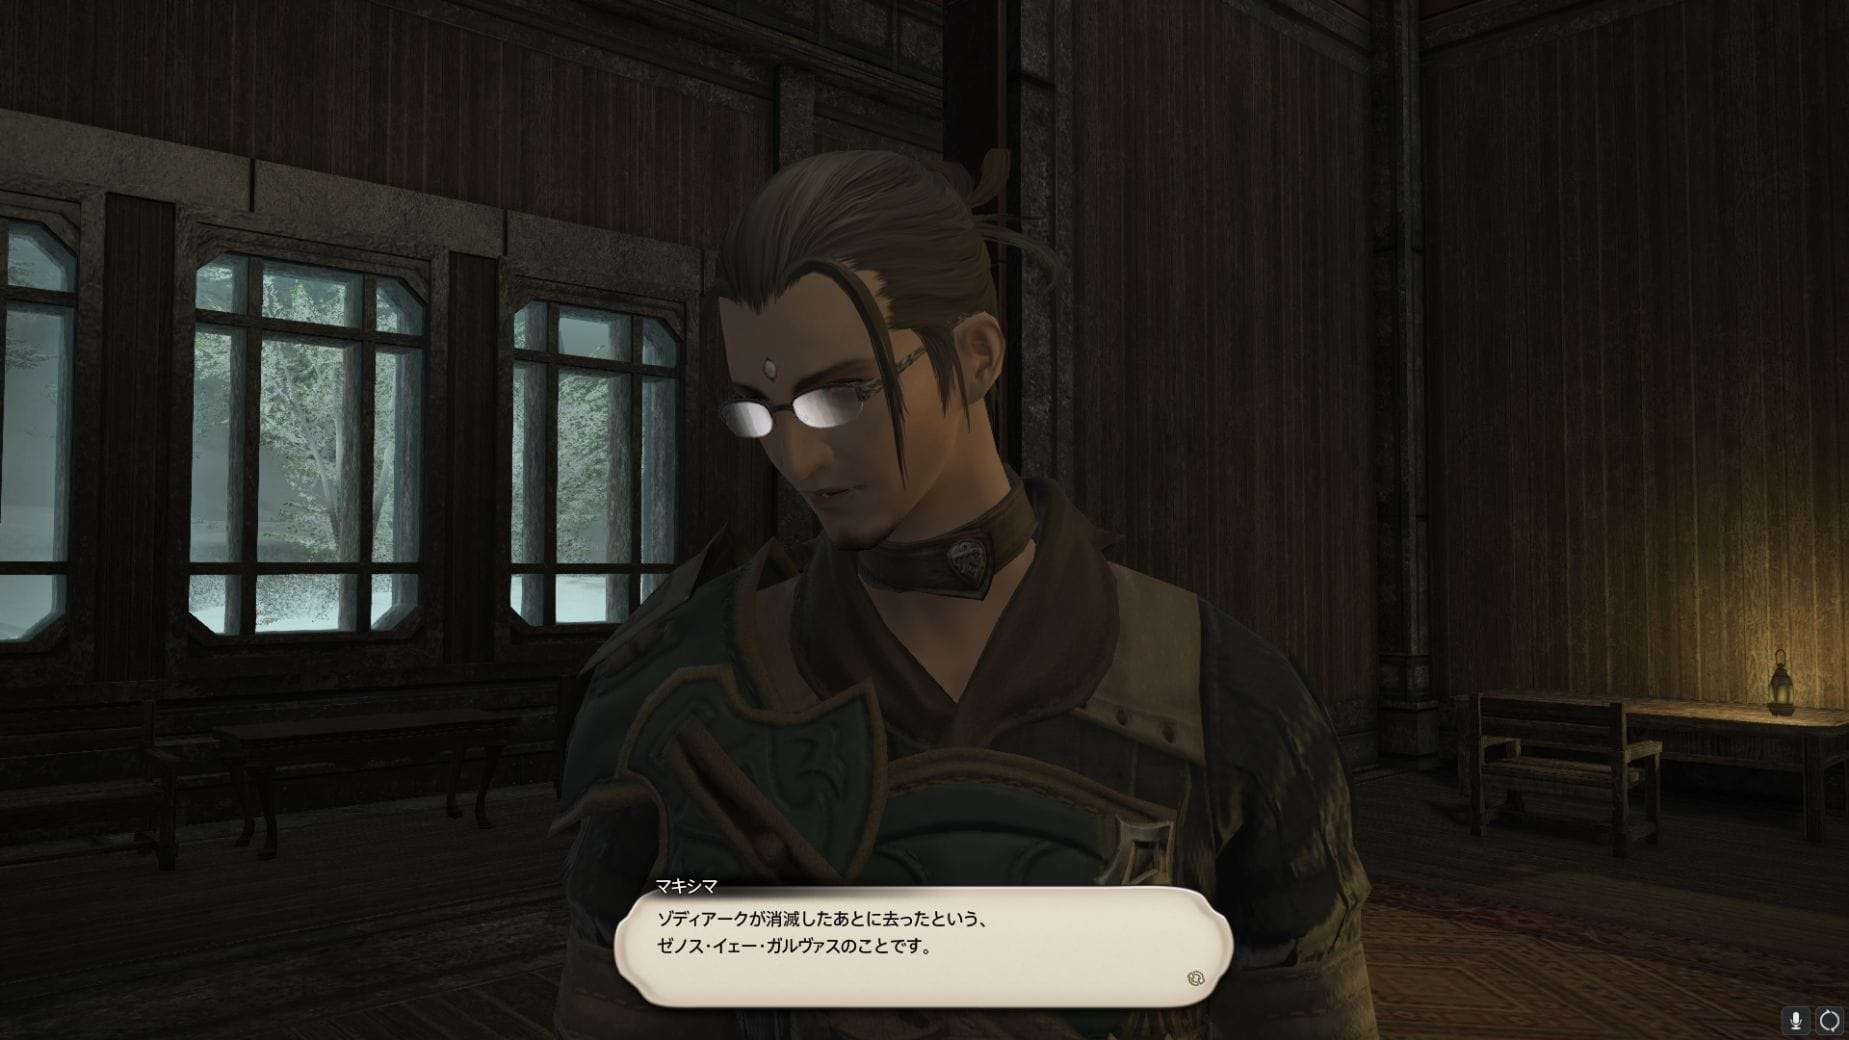 マキシマ
ゾディアークが消滅したあとに去ったという、
ゼノス･イェー･ガルヴァスのことです。